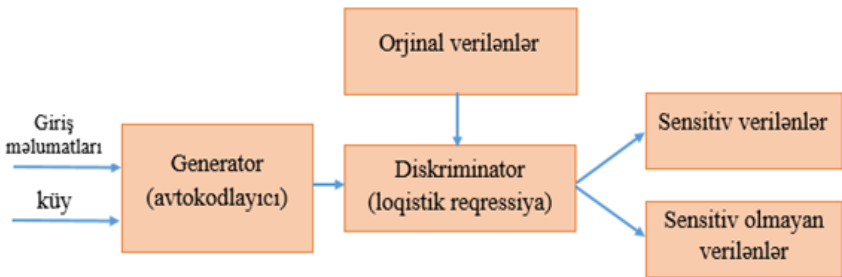 Orjinal verilənlər
Giriş
məlumatları
küy
Generator
(avtokodlayıcı)
Diskriminator
(loqistik reqressiya)
Sensitiv verilənlər
Sensitiv olmayan
verilənlər